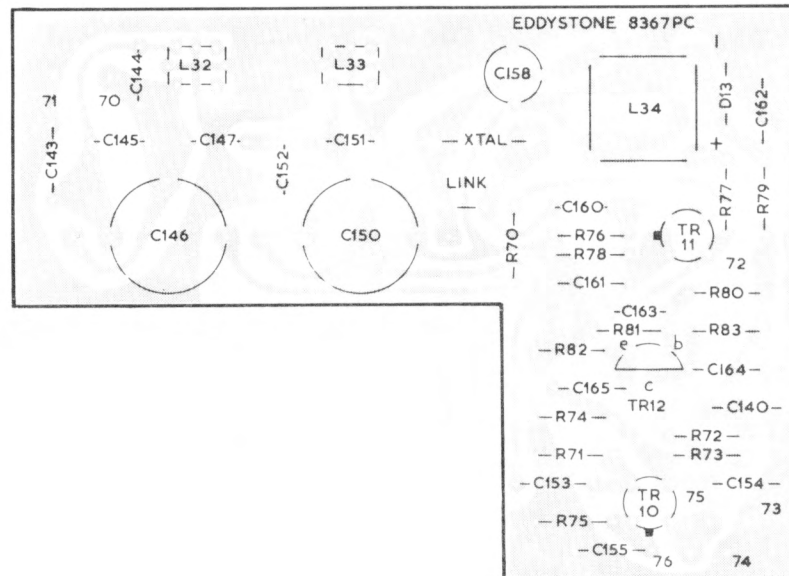 EDDYSTONE 8367PC
C144
L32
L33
C158
L34
D13
C162
71
70
C143
C145
C147
C152
C151
XTAL
+
R77
R79
LINK
C146
C150
R70
C160
R76
R78
C161
TR
11
72
R80
C163
R81
R83
R82
e
b
C164
C165
c
TR12
C140
R74
R72
R71
R73
C153
TR
10
75
C154
73
R75
C155
76
74